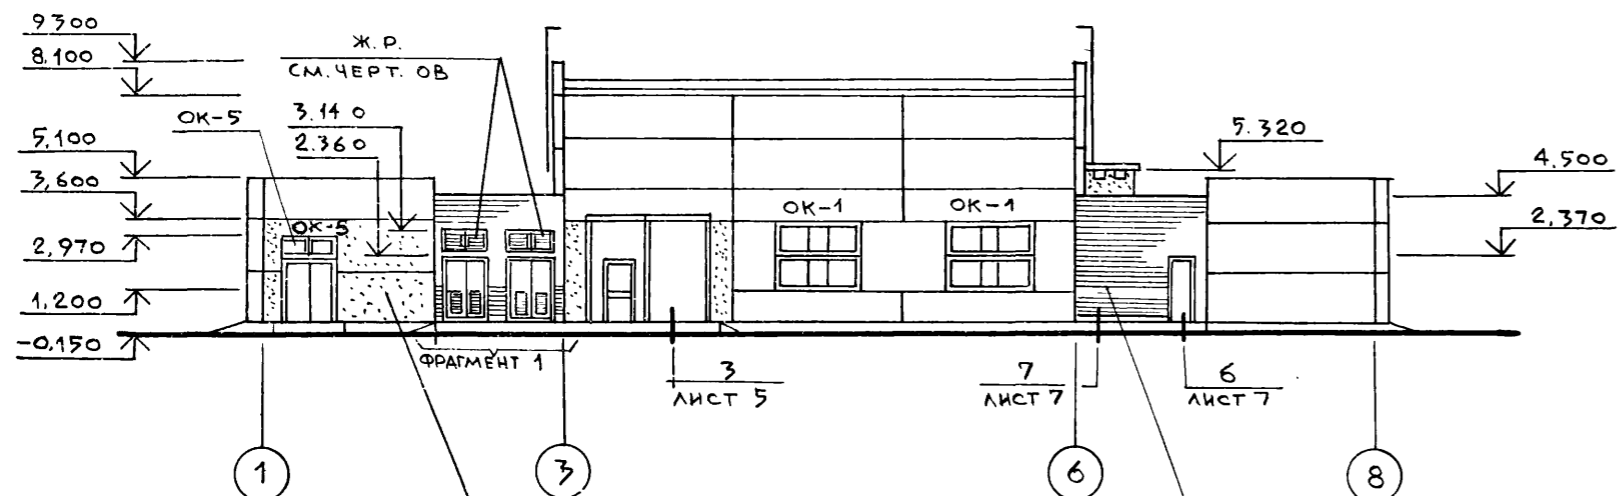 9300
8.100
5,100
3,600
2,970
1,200
-0,150
ОК-5
Ж.Р.
СМ. ЧЕРТ. ОВ
3.140
2.360
ОК-5
ОК-1
ОК-1
5.320
4.500
2,370
ФРАГМЕНТ 1
3
ЛИСТ 5
7
ЛИСТ 7
6
ЛИСТ 7
1
3
6
8